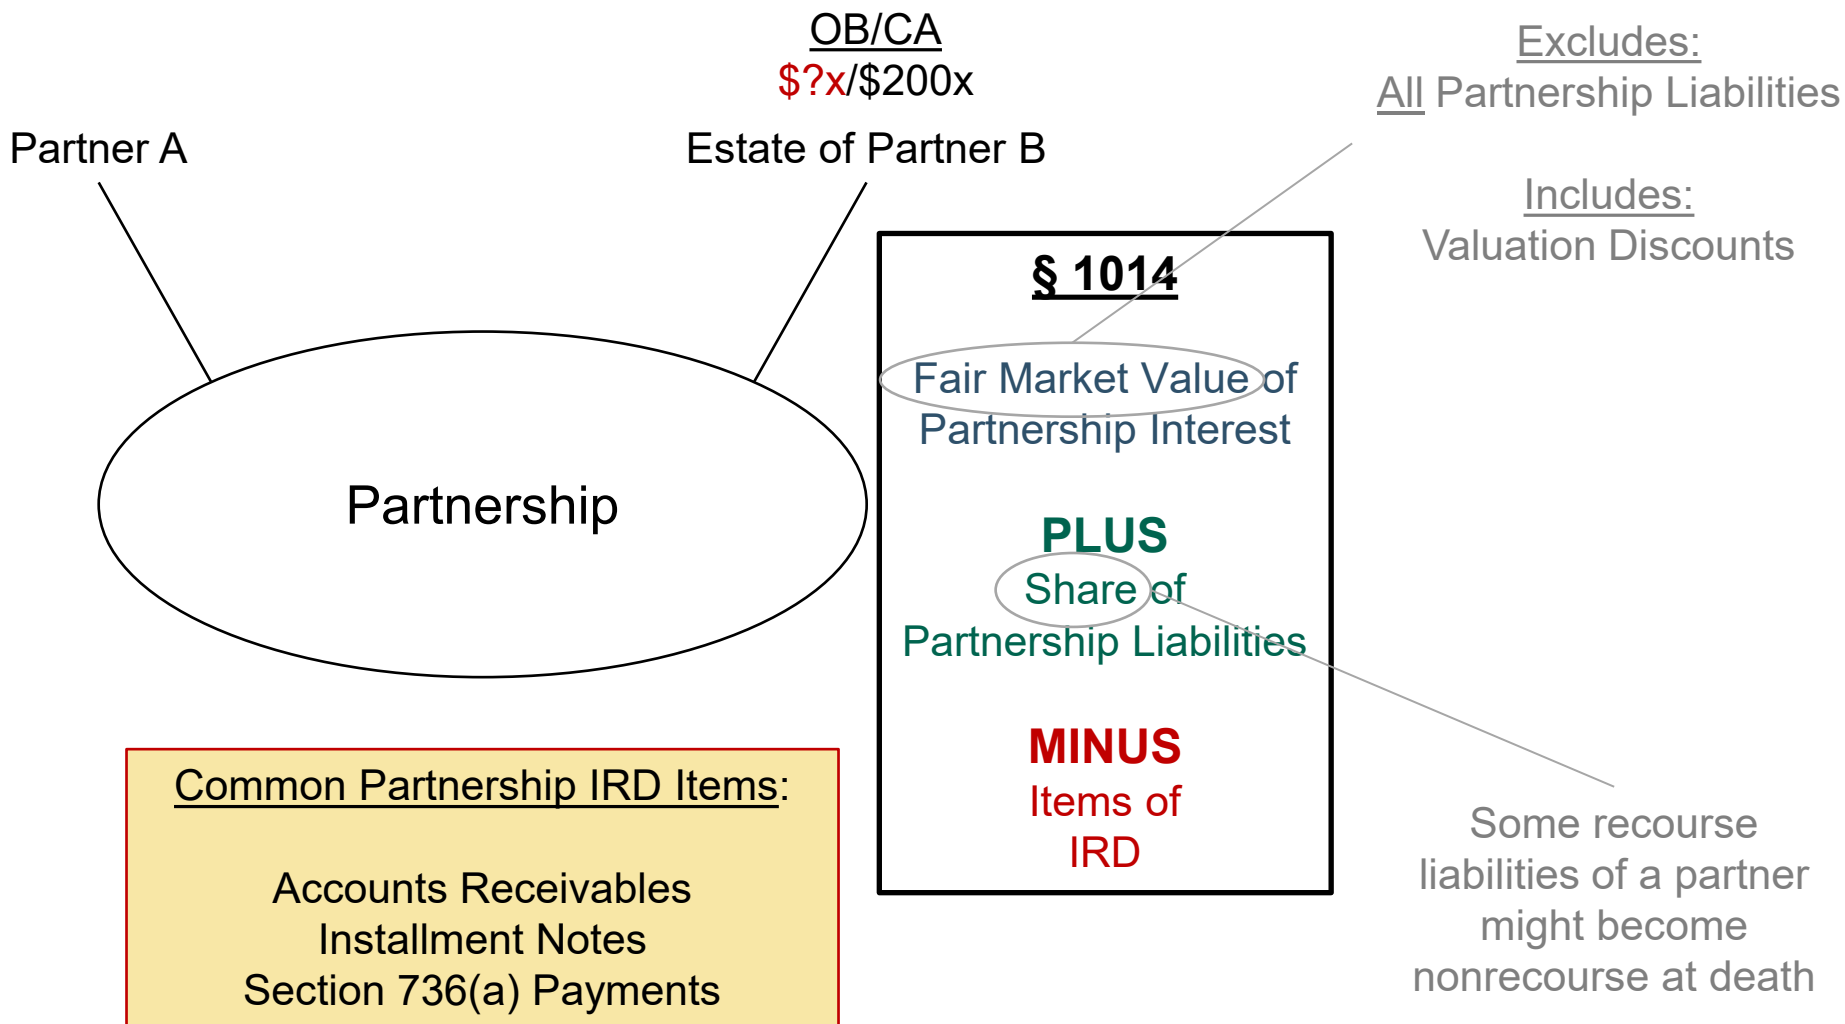 OB/CA
$?x/$200x
Partner A
Estate of Partner B
Excludes:
All Partnership Liabilities
Includes:
Valuation Discounts
§ 1014
Fair Market Value of
Partnership Interest
PLUS
Share of
Partnership Liabilities
MINUS
Items of
IRD
Partnership
Common Partnership IRD Items:
Accounts Receivables
Installment Notes
Section 736(a) Payments
Some recourse
liabilities of a partner
might become
nonrecourse at death